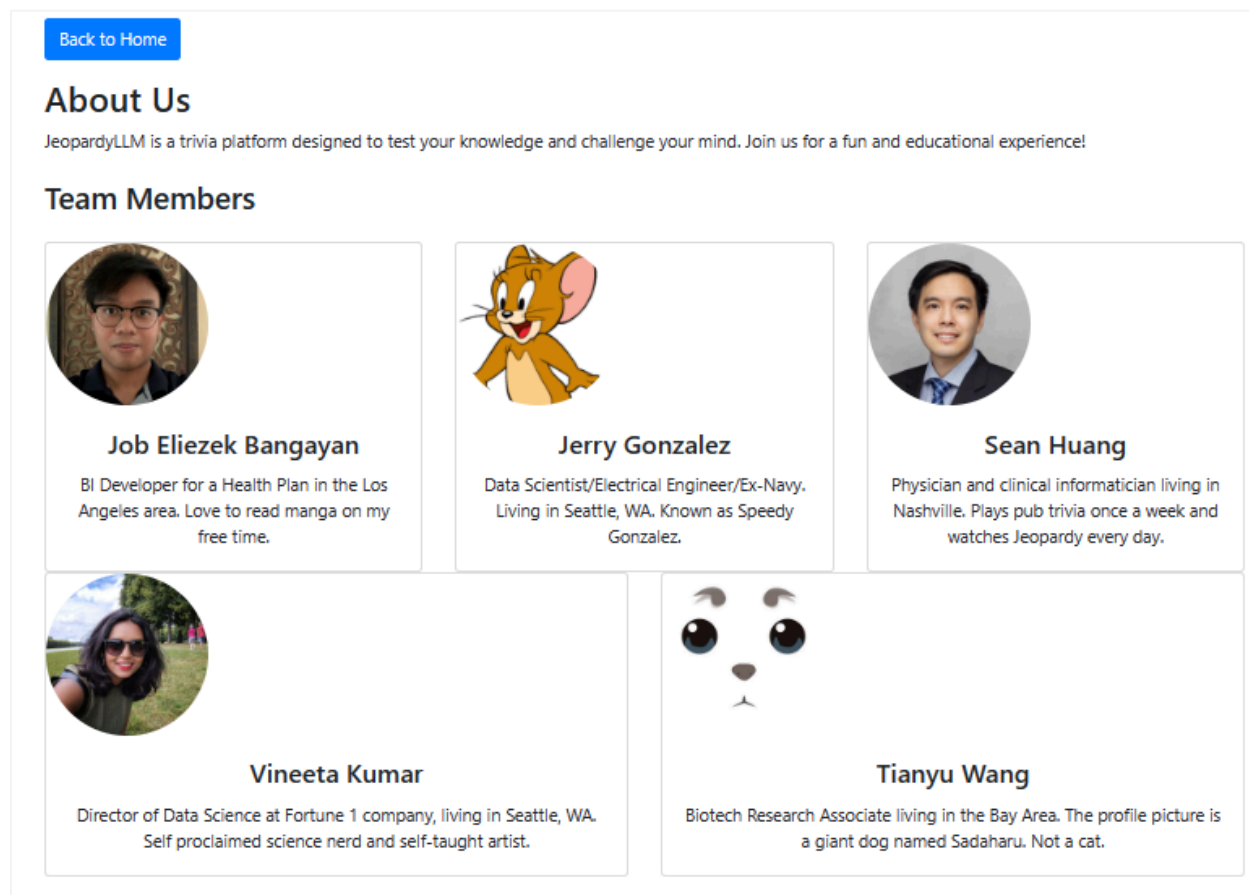 Back to Home
About Us
JeopardyLLM is a trivia platform designed to test your knowledge and challenge your mind. Join us for a fun and educational experience!
Team Members
Job Eliezek Bangayan
BI Developer for a Health Plan in the Los
Angeles area. Love to read manga on my
free time.
Jerry Gonzalez
Data Scientist/Electrical Engineer/Ex-Navy.
Living in Seattle, WA. Known as Speedy
Gonzalez.
Sean Huang
Physician and clinical informatician living in
Nashville. Plays pub trivia once a week and
watches Jeopardy every day.
Vineeta Kumar
Director of Data Science at Fortune 1 company, living in Seattle, WA.
Self proclaimed science nerd and self-taught artist.
Tianyu Wang
Biotech Research Associate living in the Bay Area. The profile picture is
a giant dog named Sadaharu. Not a cat.